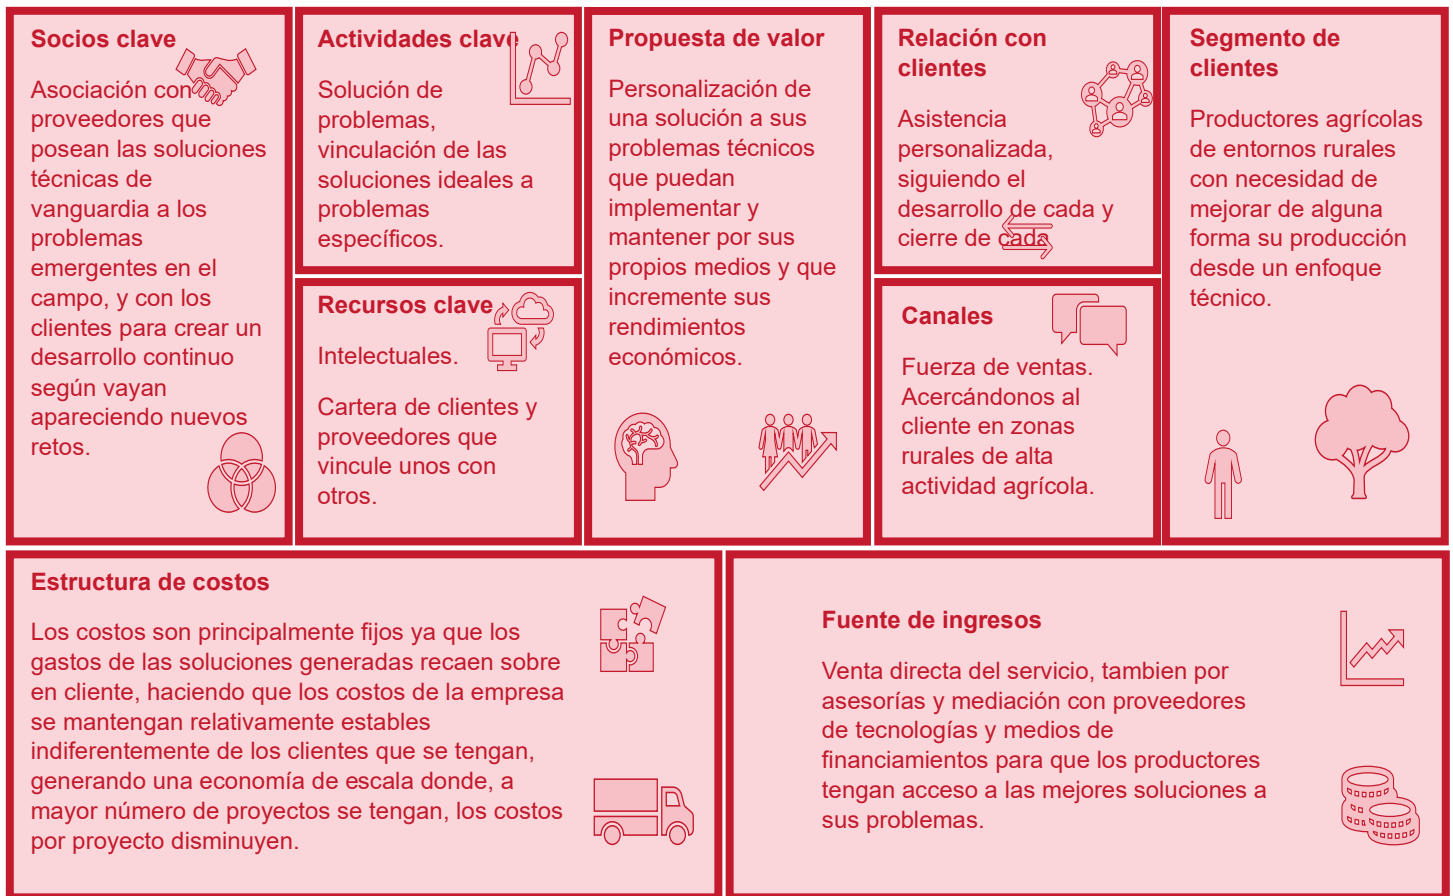 Socios clave
Asociación con
proveedores que
posean las soluciones
técnicas de
vanguardia a los
problemas
emergentes en el
campo, y con los
clientes para crear un
desarrollo continuo
según vayan
apareciendo nuevos
retos.
Actividades clave
Solución de
problemas,
vinculación de las
soluciones ideales a
problemas
específicos.
Recursos clave
Intelectuales.
Cartera de clientes y
proveedores que
vincule unos con
otros.
Propuesta de valor
Personalización de
una solución a sus
problemas técnicos
que puedan
implementar y
mantener por sus
propios medios y que
incremente sus
rendimientos
económicos.
Relación con
clientes
Asistencia
personalizada,
siguiendo el
desarrollo de cada y
cierre de cada
Canales
Fuerza de ventas.
Acercándonos al
cliente en zonas
rurales de alta
actividad agrícola.
Segmento de
clientes
Productores agrícolas
de entornos rurales
con necesidad de
mejorar de alguna
forma su producción
desde un enfoque
técnico.
Estructura de costos
Los costos son principalmente fijos ya que los
gastos de las soluciones generadas recaen sobre
en cliente, haciendo que los costos de la empresa
se mantengan relativamente estables
indiferentemente de los clientes que se tengan,
generando una economía de escala donde, a
mayor número de proyectos se tengan, los costos
por proyecto disminuyen.
Fuente de ingresos
Venta directa del servicio, tambien por
asesorías y mediación con proveedores
de tecnologías y medios de
financiamientos para que los productores
tengan acceso a las mejores soluciones a
sus problemas.